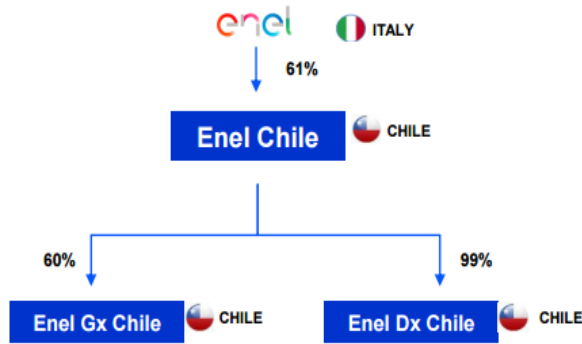 enel ITALY
61%
Enel Chile CHILE
60% 99%
Enel Gx Chile CHILE Enel Dx Chile CHILE